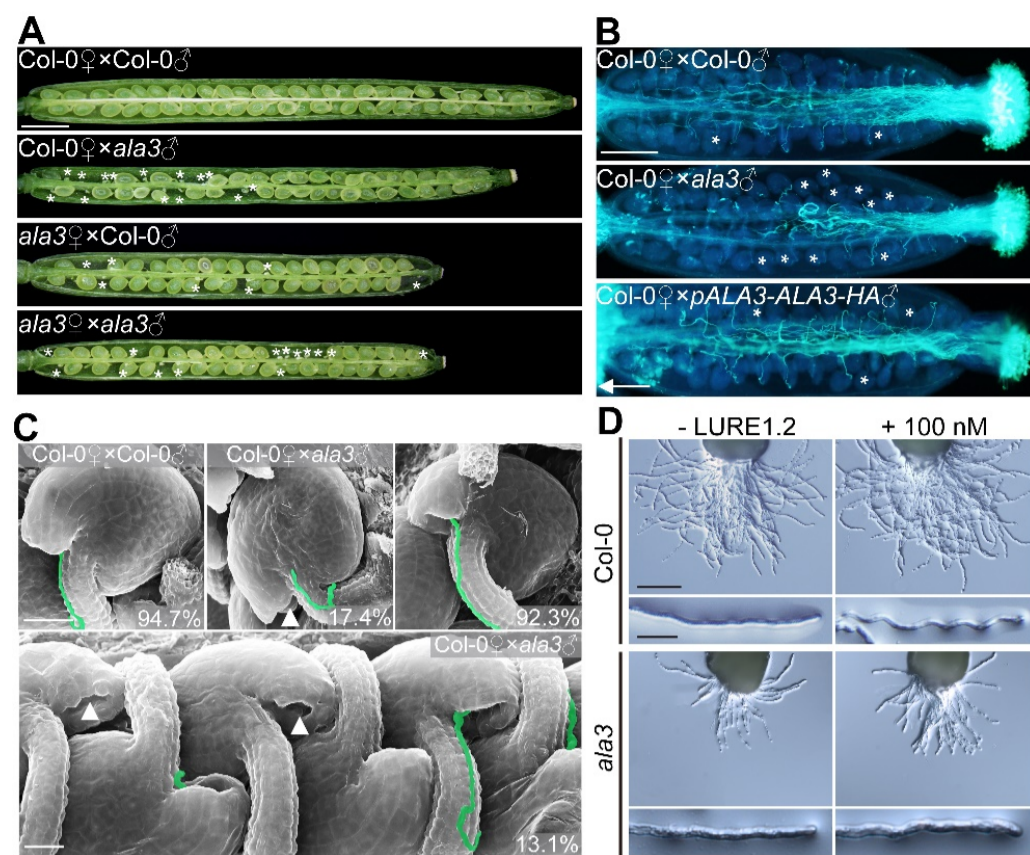 A
Col-0♀×Col-0♂
Col-0♀×ala3♂
ala3♀×Col-0♂
ala3♀×ala3♂
B
Col-0♀×Col-0♂
Col-0♀×ala3♂
Col-0♀×pALA3-ALA3-HA♂
C
Col-0♀×Col-0♂
94.7%
Col-0♀×ala3♂
17.4%
92.3%
Col-0♀×ala3♂
13.1%
D
- LURE1.2 + 100 nM
Col-0
ala3